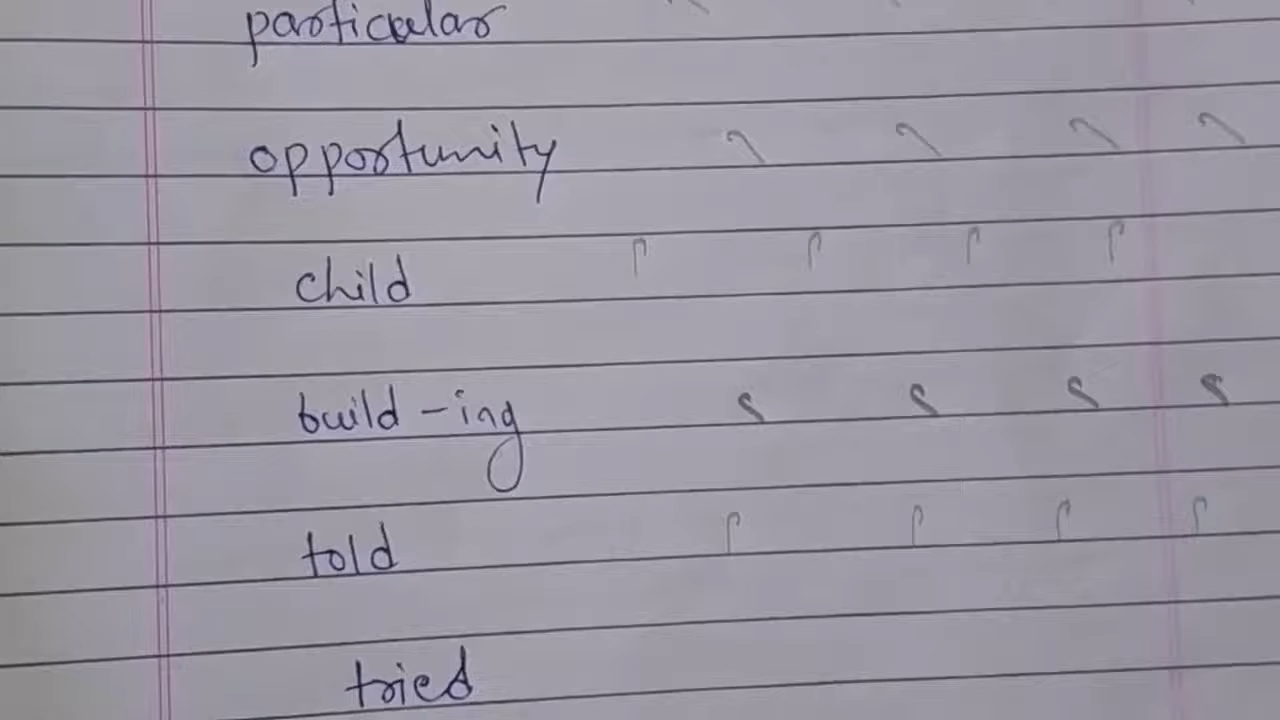 particular
opportunity
child
build-ing
told
tried